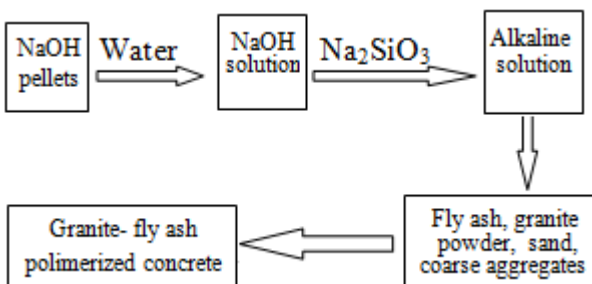 NaOH
pellets
Water
NaOH
solution
Na₂SiO₃
Alkaline
solution
Fly ash, granite
powder, sand,
coarse aggregates
Granite- fly ash
polimerized concrete